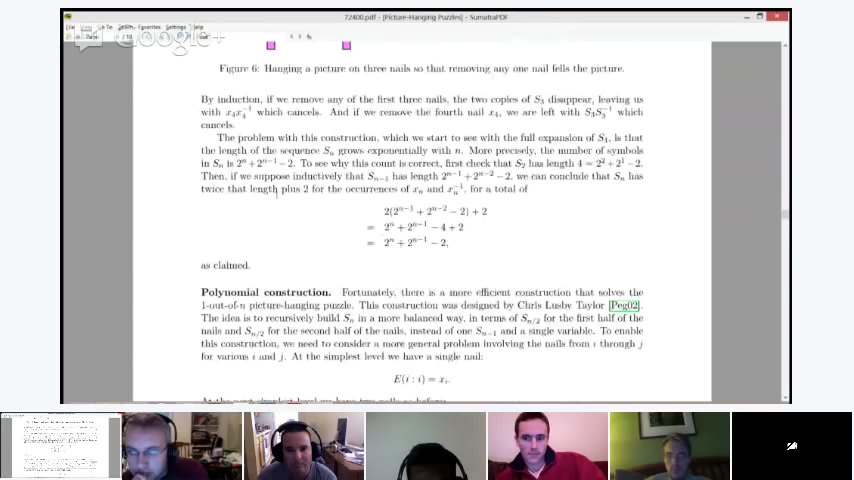 72400.pdf - [Picture-Hanging Puzzles] - SumatraPDF
File View Go To Zoom Favorites Settings Help
Google+
Page:
Figure 6: Hanging a picture on three nails so that removing any one nail fells the picture.
By induction, if we remove any of the first three nails, the two copies of S₃ disappear, leaving us
with x₄x₄⁻¹ which cancels. And if we remove the fourth nail x₄, we are left with S₃S₃⁻¹ which
cancels.
The problem with this construction, which we start to see with the full expansion of S₄, is that
the length of the sequence Sₙ grows exponentially with n. More precisely, the number of symbols
in Sₙ is 2ⁿ + 2ⁿ⁻¹ − 2. To see why this count is correct, first check that S₂ has length 4 = 2² + 2¹ − 2.
Then, if we suppose inductively that Sₙ₋₁ has length 2ⁿ⁻¹ + 2ⁿ⁻² − 2, we can conclude that Sₙ has
twice that length plus 2 for the occurrences of xₙ and xₙ⁻¹, for a total of
2(2ⁿ⁻¹ + 2ⁿ⁻² − 2) + 2
= 2ⁿ + 2ⁿ⁻¹ − 4 + 2
= 2ⁿ + 2ⁿ⁻¹ − 2,
as claimed.
Polynomial construction. Fortunately, there is a more efficient construction that solves the
1-out-of-n picture-hanging puzzle. This construction was designed by Chris Lusby Taylor [Peg02].
The idea is to recursively build Sₙ in a more balanced way, in terms of Sₙ/₂ for the first half of the
nails and Sₙ/₂ for the second half of the nails, instead of one Sₙ₋₁ and a single variable. To enable
this construction, we need to consider a more general problem involving the nails from i through j
for various i and j. At the simplest level we have a single nail:
E(i : i) = xᵢ.